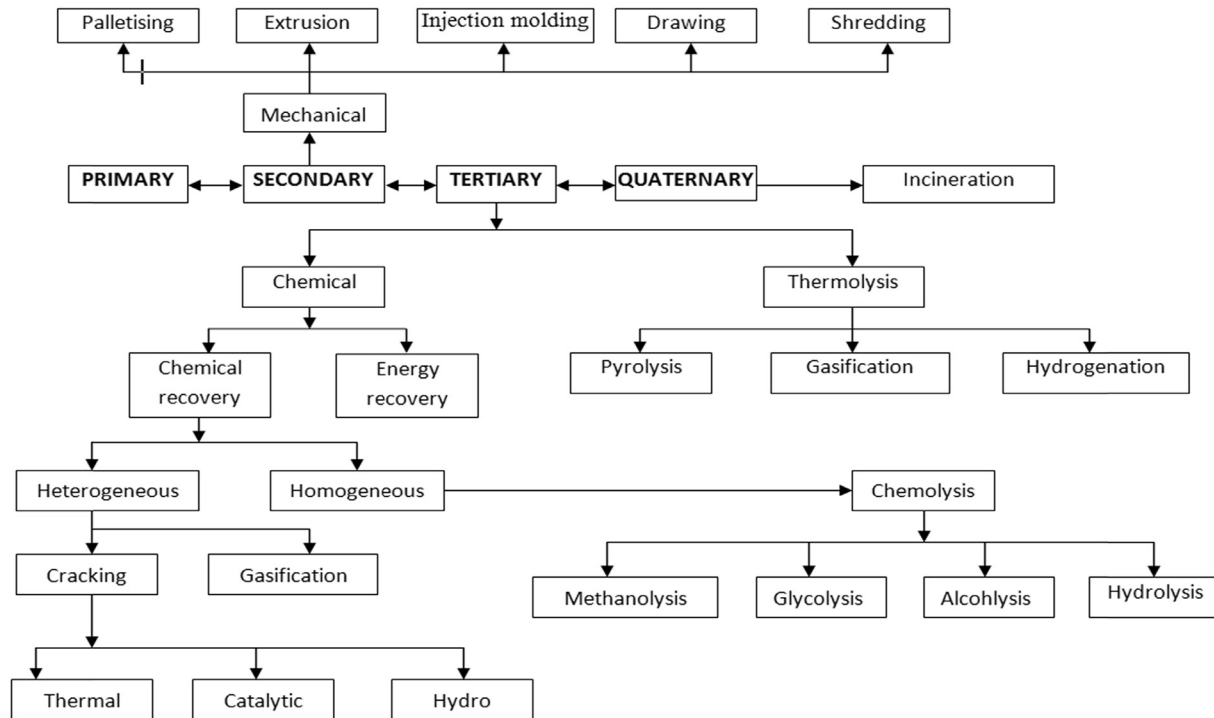 Palletising
Extrusion
Injection molding
Drawing
Shredding
Mechanical
PRIMARY
SECONDARY
TERTIARY
QUATERNARY
Incineration
Chemical
Thermolysis
Chemical
recovery
Energy
recovery
Pyrolysis
Gasification
Hydrogenation
Heterogeneous
Homogeneous
Chemolysis
Cracking
Gasification
Methanolysis
Glycolysis
Alcohlysis
Hydrolysis
Thermal
Catalytic
Hydro